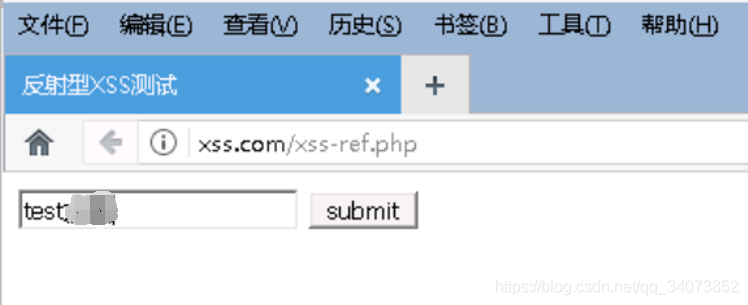 文件(F) 编辑(E) 查看(V) 历史(S) 书签(B) 工具(T) 帮助(H)
反射型XSS测试 × +
xss.com/xss-ref.php
test submit
https://blog.csdn.net/qq_34073852